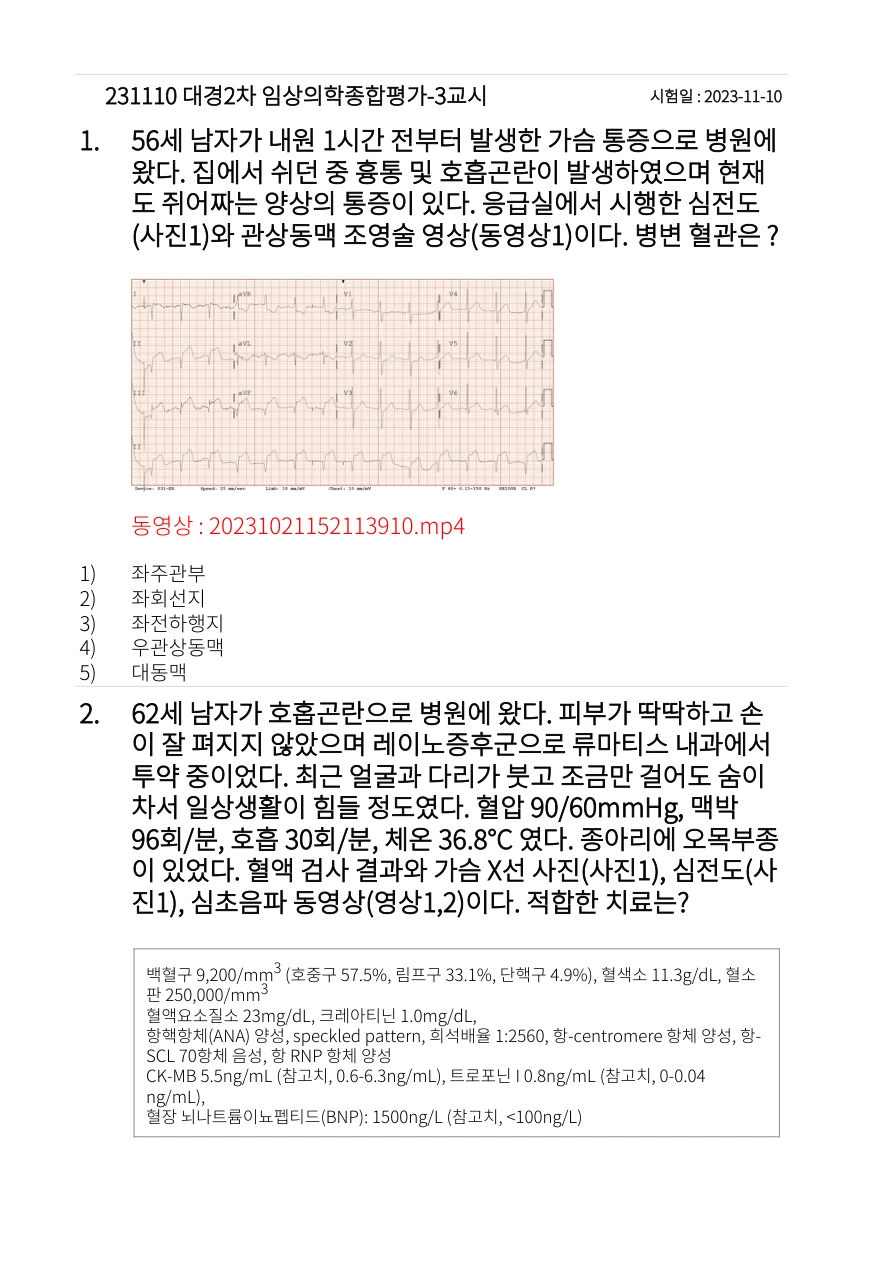 231110 대경2차 임상의학종합평가-3교시
시험일 : 2023-11-10
1. 56세 남자가 내원 1시간 전부터 발생한 가슴 통증으로 병원에
왔다. 집에서 쉬던 중 흉통 및 호흡곤란이 발생하였으며 현재
도 쥐어짜는 양상의 통증이 있다. 응급실에서 시행한 심전도
(사진1)와 관상동맥 조영술 영상(동영상1)이다. 병변 혈관은 ?
I aVR V1 V4
II aVL V2 V5
III aVF V3 V6
II
Speed: 25 mm/sec Limb: 10 mm/mV Chest: 10 mm/mV
동영상 : 20231021152113910.mp4
1) 좌주관부
2) 좌회선지
3) 좌전하행지
4) 우관상동맥
5) 대동맥
2. 62세 남자가 호흡곤란으로 병원에 왔다. 피부가 딱딱하고 손
이 잘 펴지지 않았으며 레이노증후군으로 류마티스 내과에서
투약 중이었다. 최근 얼굴과 다리가 붓고 조금만 걸어도 숨이
차서 일상생활이 힘들 정도였다. 혈압 90/60mmHg, 맥박
96회/분, 호흡 30회/분, 체온 36.8℃ 였다. 종아리에 오목부종
이 있었다. 혈액 검사 결과와 가슴 X선 사진(사진1), 심전도(사
진1), 심초음파 동영상(영상1,2)이다. 적합한 치료는?
백혈구 9,200/mm3 (호중구 57.5%, 림프구 33.1%, 단핵구 4.9%), 혈색소 11.3g/dL, 혈소
판 250,000/mm3
혈액요소질소 23mg/dL, 크레아티닌 1.0mg/dL,
항핵항체(ANA) 양성, speckled pattern, 희석배율 1:2560, 항-centromere 항체 양성, 항-
SCL 70항체 음성, 항 RNP 항체 양성
CK-MB 5.5ng/mL (참고치, 0.6-6.3ng/mL), 트로포닌 I 0.8ng/mL (참고치, 0-0.04
ng/mL),
혈장 뇌나트륨이뇨펩티드(BNP): 1500ng/L (참고치, <100ng/L)